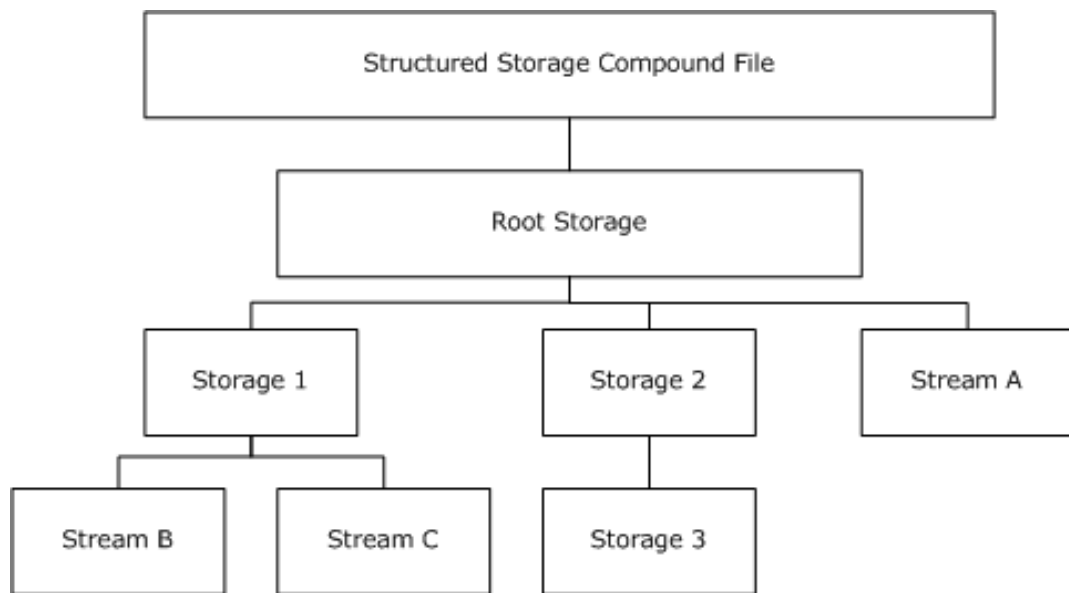 Structured Storage Compound File
Root Storage
Storage 1
Storage 2
Stream A
Stream B
Stream C
Storage 3